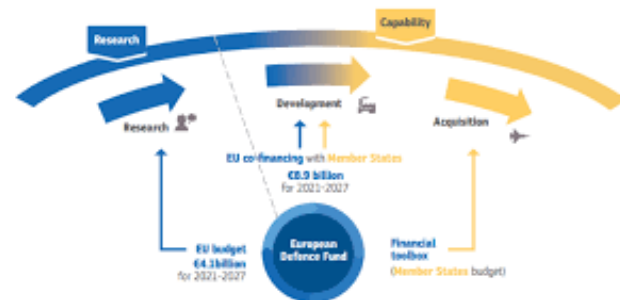 Research
Capability
Research
Development
Acquisition
EU co-financing with Member States
€8.9 billion
for 2021-2027
EU budget
€4.1billion
for 2021-2027
European
Defence Fund
Financial
toolbox
(Member States budget)